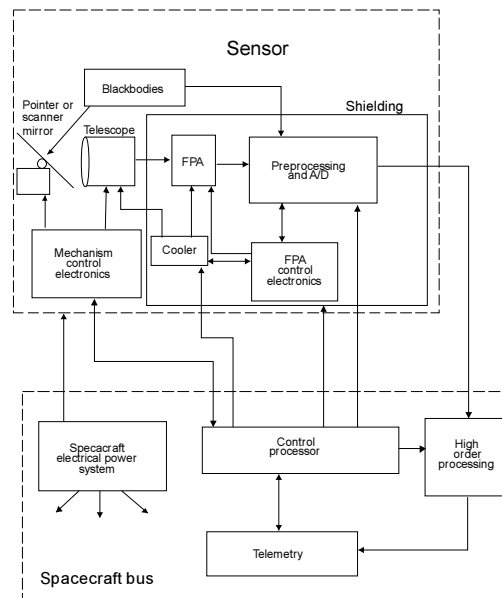 Sensor
Blackbodies
Shielding
Pointer or
scanner
mirror
Telescope
FPA
Preprocessing
and A/D
Mechanism
control
electronics
Cooler
FPA
control
electronics
Specacraft
electrical power
system
Control
processor
High
order
processing
Telemetry
Spacecraft bus